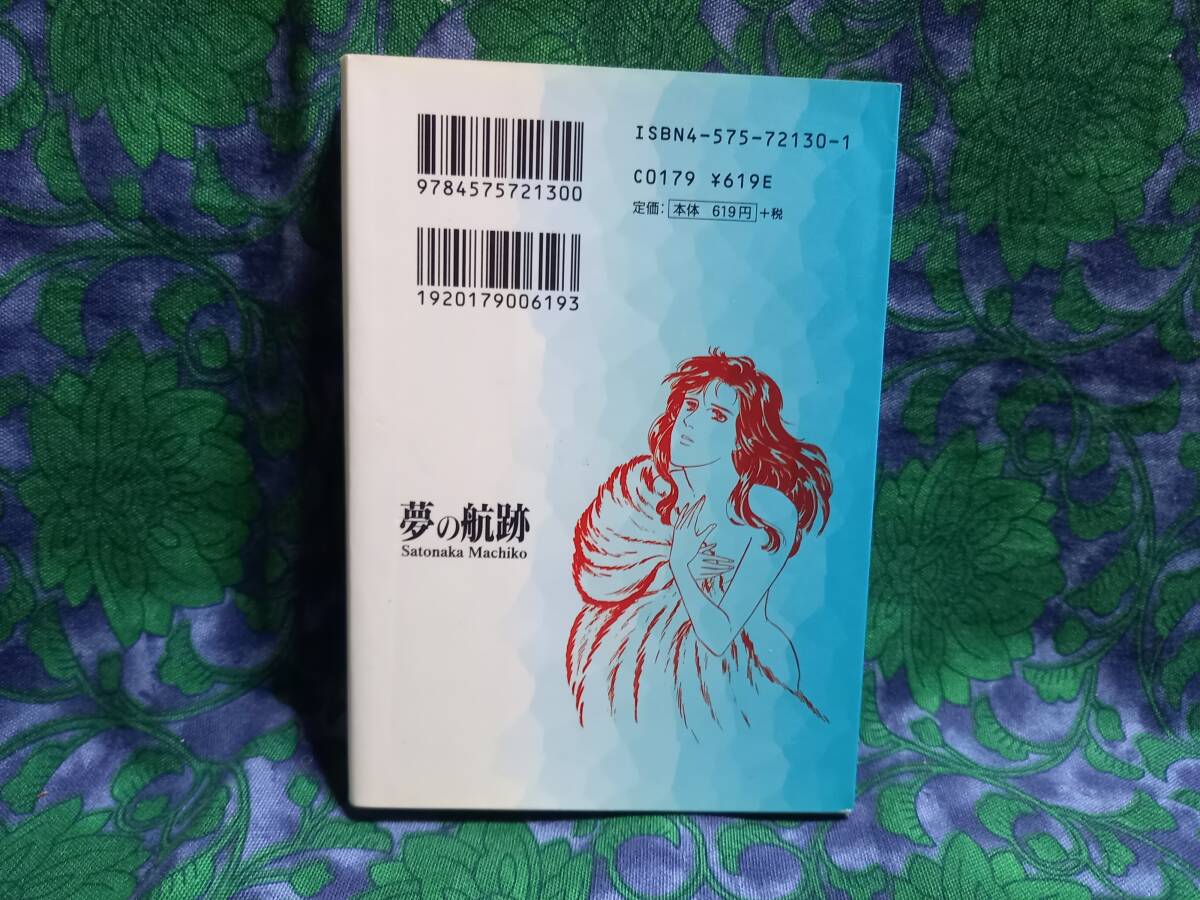 9784575721300
1920179006193
ISBN4-575-72130-1
C0179 ¥619E
定価：本体 619円+税
夢の航跡
Satonaka Machiko